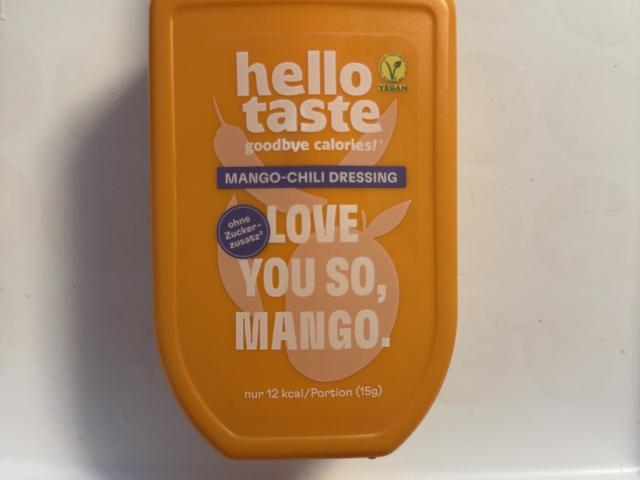 hello
taste
goodbye calories!¹
VEGAN
MANGO-CHILI DRESSING
ohne
Zucker-
zusatz²
LOVE
YOU SO,
MANGO.
nur 12 kcal/Portion (15g)